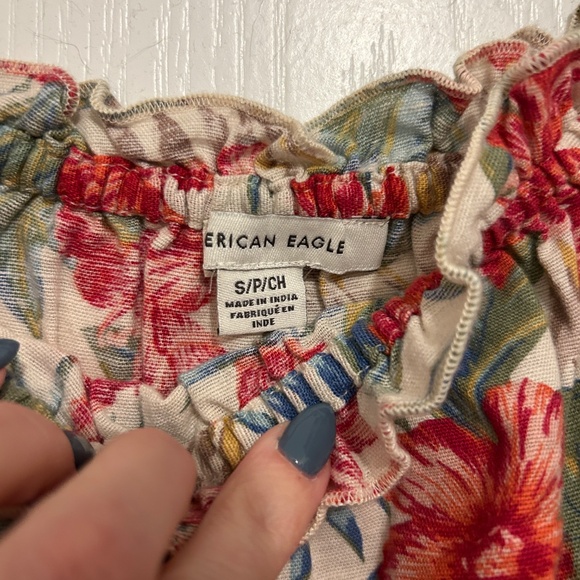 ERICAN EAGLE
S/P/CH
MADE IN INDIA
FABRIQUÉ EN
INDE